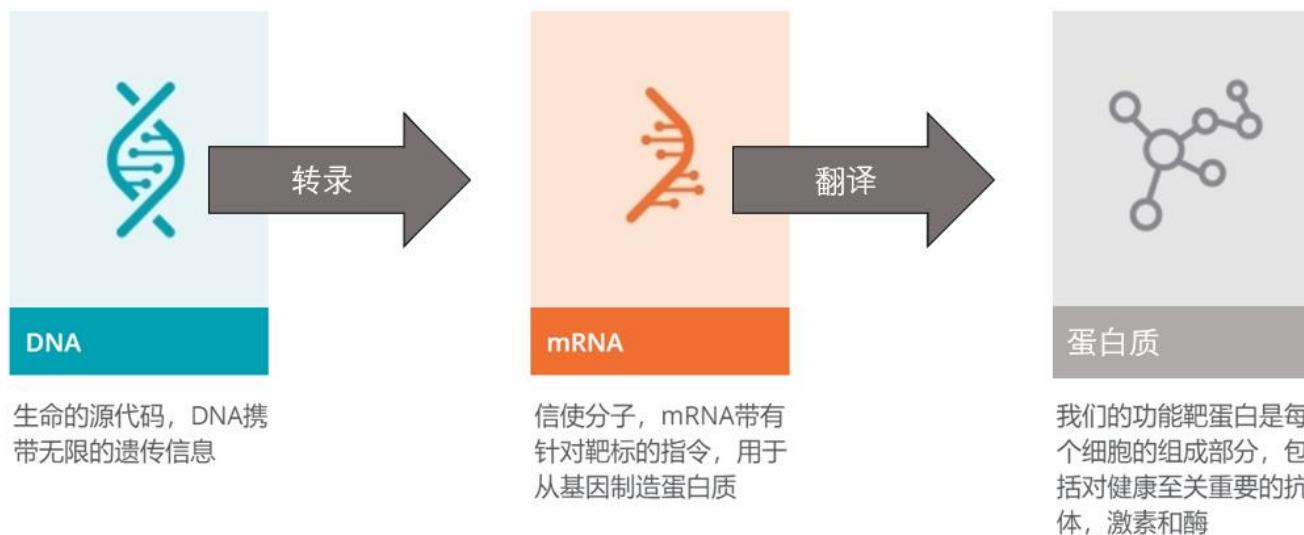 转录
翻译
DNA
mRNA
蛋白质
生命的源代码，DNA携
带无限的遗传信息
信使分子，mRNA带有
针对靶标的指令，用于
从基因制造蛋白质
我们的功能靶蛋白是每
个细胞的组成部分，包
括对健康至关重要的抗
体，激素和酶